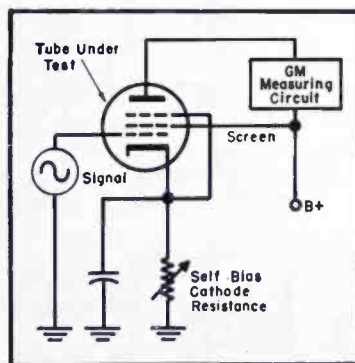 Tube Under
Test
GM
Measuring
Circuit
Screen
Signal
B+
Self Bias
Cathode
Resistance